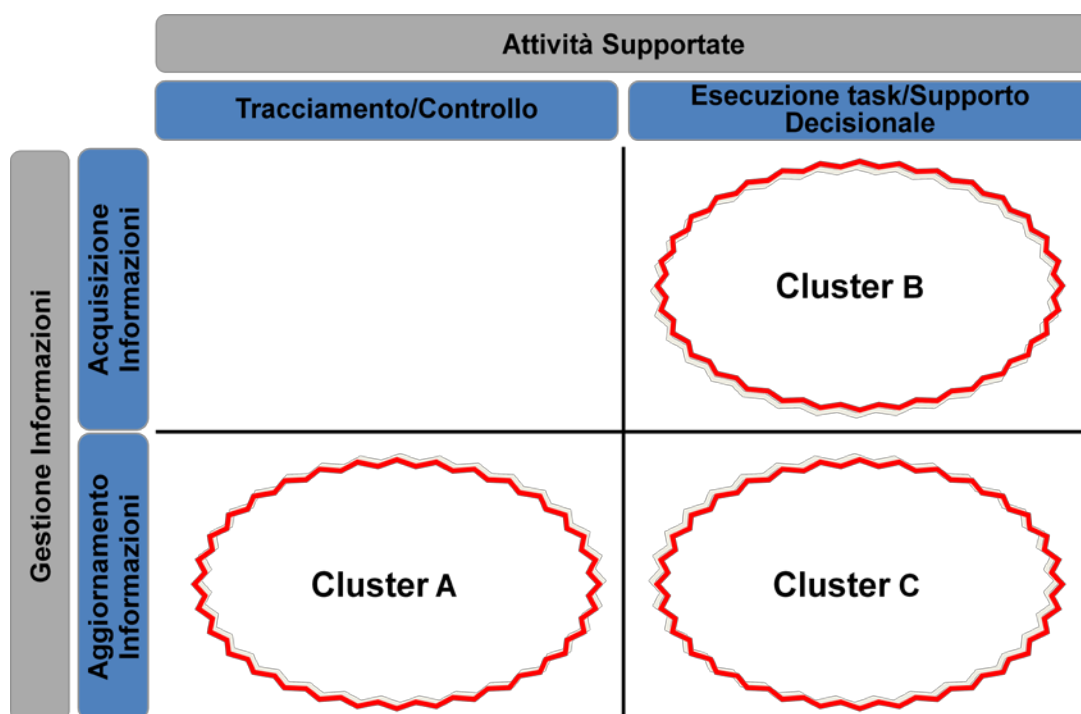 Attività Supportate
Tracciamento/Controllo
Esecuzione task/Supporto
Decisionale
Gestione Informazioni
Acquisizione
Informazioni
Cluster B
Aggiornamento
Informazioni
Cluster A
Cluster C